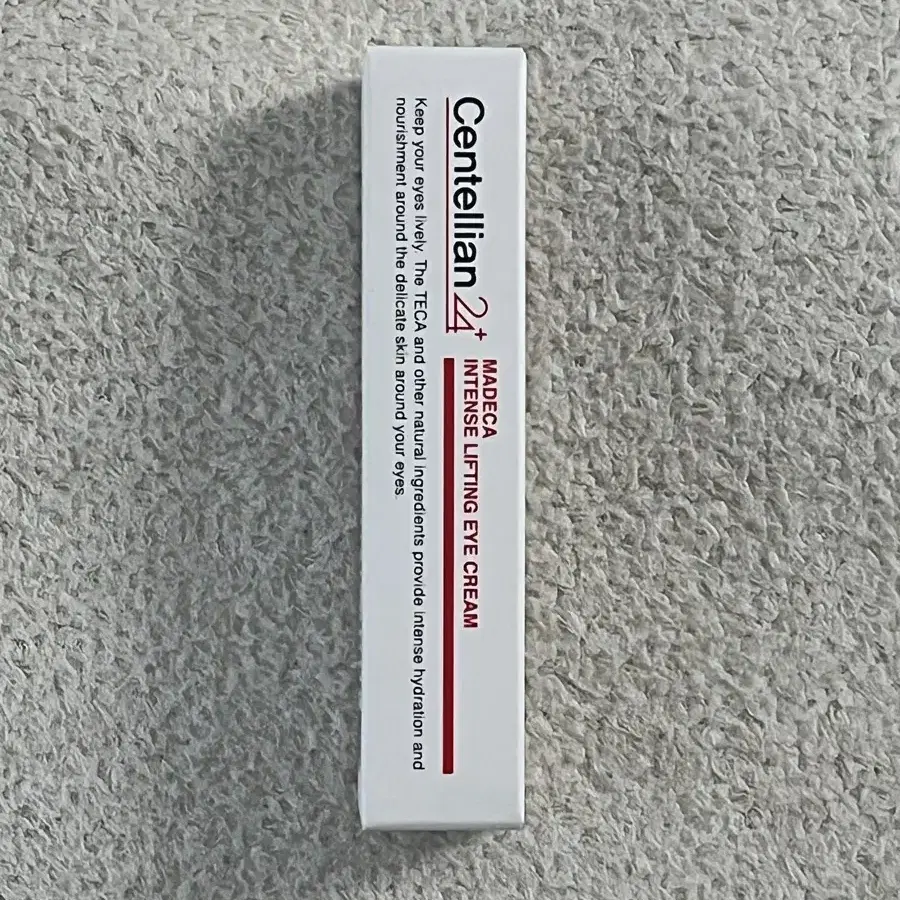 Centellian24+
MADECA
INTENSE LIFTING EYE CREAM
Keep your eyes lively. The TECA and other natural ingredients provide intense hydration and
nourishment around the delicate skin around your eyes.